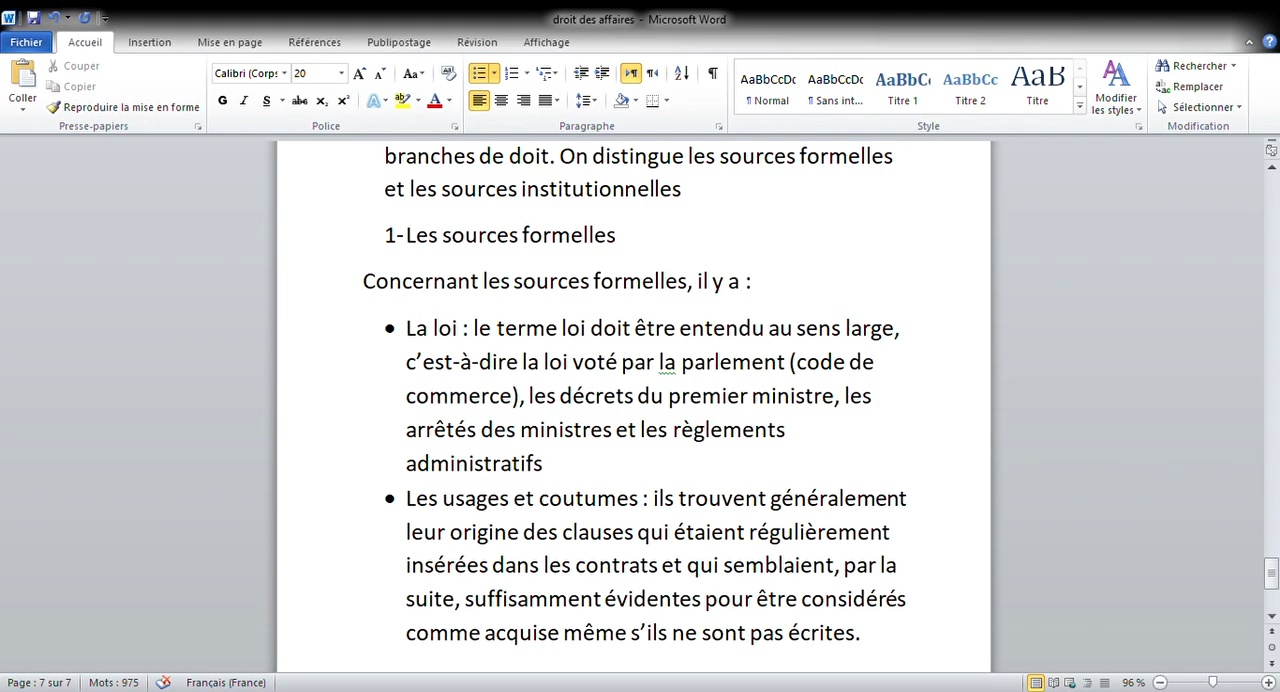 droit des affaires - Microsoft Word
Fichier Accueil Insertion Mise en page Références Publipostage Révision Affichage
Coller
Couper
Copier
Reproduire la mise en forme
Presse-papiers
Calibri (Corps 20
Aa
G I S abc x₂ x² A ab A
Police
Paragraphe
AaBbCcDc AaBbCcDc AaBbC AaBbCc AaB
¶ Normal ¶ Sans int... Titre 1 Titre 2 Titre
Modifier
les styles
Style
Rechercher
Remplacer
Sélectionner
Modification
branches de doit. On distingue les sources formelles
et les sources institutionnelles
1-Les sources formelles
Concernant les sources formelles, il y a :
• La loi : le terme loi doit être entendu au sens large,
c’est-à-dire la loi voté par la parlement (code de
commerce), les décrets du premier ministre, les
arrêtés des ministres et les règlements
administratifs
• Les usages et coutumes : ils trouvent généralement
leur origine des clauses qui étaient régulièrement
insérées dans les contrats et qui semblaient, par la
suite, suffisamment évidentes pour être considérés
comme acquise même s’ils ne sont pas écrites.
Page : 7 sur 7 Mots : 975 Français (France) 96 %